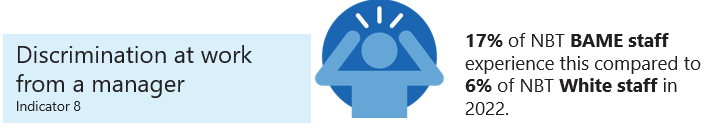 Discrimination at work
from a manager
Indicator 8
17% of NBT BAME staff
experience this compared to
6% of NBT White staff in
2022.